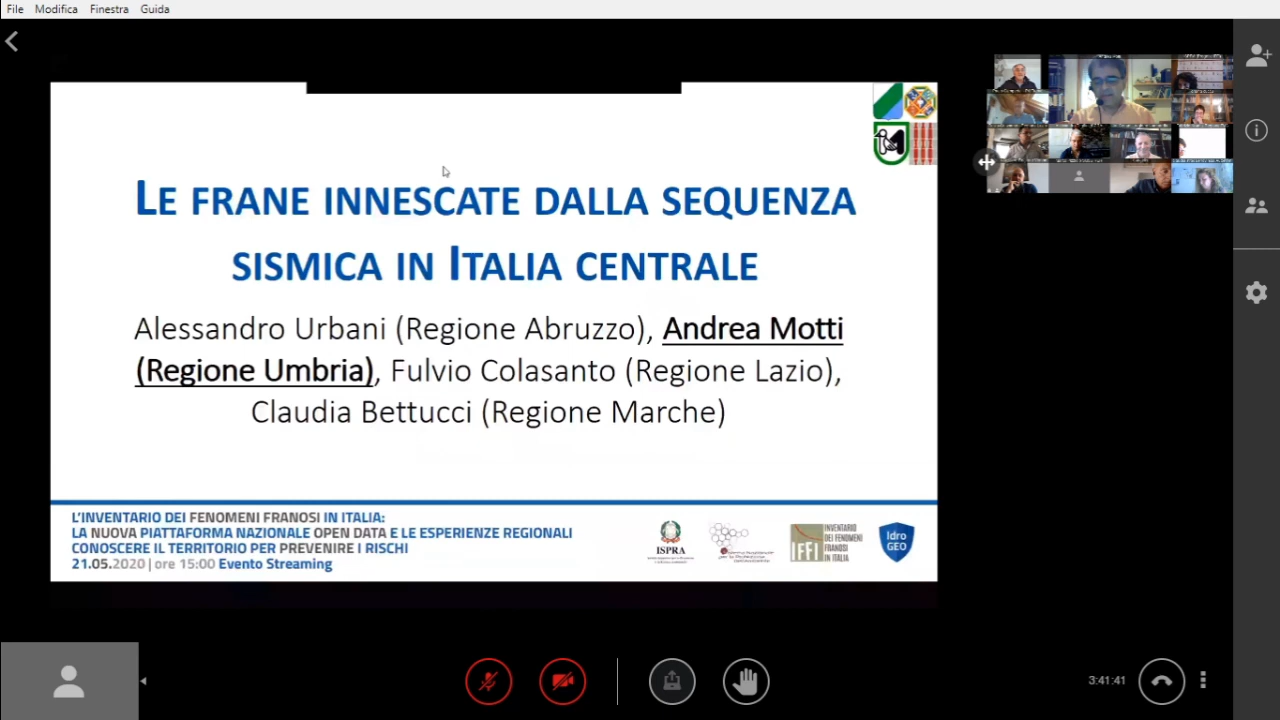 File Modifica Finestra Guida
LE FRANE INNESCATE DALLA SEQUENZA
SISMICA IN ITALIA CENTRALE
Alessandro Urbani (Regione Abruzzo), Andrea Motti
(Regione Umbria), Fulvio Colasanto (Regione Lazio),
Claudia Bettucci (Regione Marche)
L'INVENTARIO DEI FENOMENI FRANOSI IN ITALIA:
LA NUOVA PIATTAFORMA NAZIONALE OPEN DATA E LE ESPERIENZE REGIONALI
CONOSCERE IL TERRITORIO PER PREVENIRE I RISCHI
21.05.2020 | ore 15:00 Evento Streaming
ISPRA
IFFI
INVENTARIO
DEI FENOMENI
FRANOSI
IN ITALIA
Idro
GEO
3:41:41